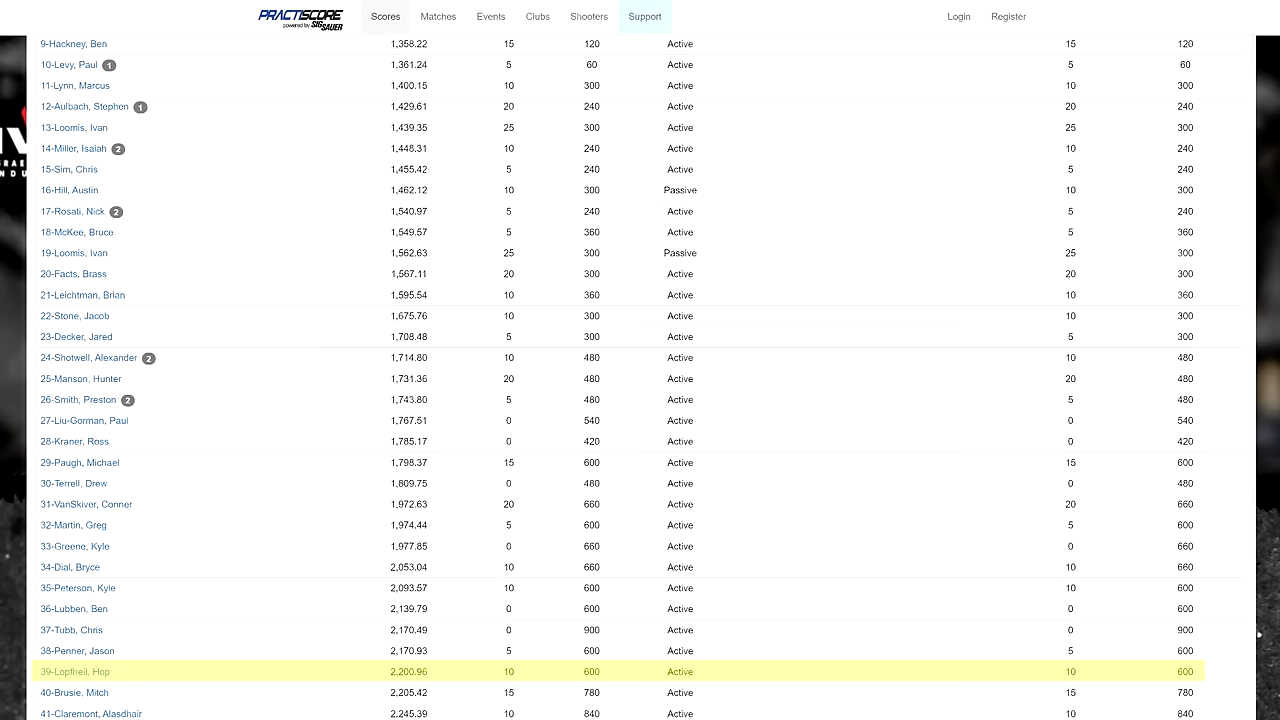 PRACTISCORE powered by SIG SAUER Scores Matches Events Clubs Shooters Support Login Register
9-Hackney, Ben 1,358.22 15 120 Active 15 120
10-Levy, Paul 1 1,361.24 5 60 Active 5 60
11-Lynn, Marcus 1,400.15 10 300 Active 10 300
12-Aulbach, Stephen 1 1,429.61 20 240 Active 20 240
13-Loomis, Ivan 1,439.35 25 300 Active 25 300
14-Miller, Isaiah 2 1,448.31 10 240 Active 10 240
15-Sim, Chris 1,455.42 5 240 Active 5 240
16-Hill, Austin 1,462.12 10 300 Passive 10 300
17-Rosati, Nick 2 1,540.97 5 240 Active 5 240
18-McKee, Bruce 1,549.57 5 360 Active 5 360
19-Loomis, Ivan 1,562.63 25 300 Passive 25 300
20-Facts, Brass 1,567.11 20 300 Active 20 300
21-Leichtman, Brian 1,595.54 10 360 Active 10 360
22-Stone, Jacob 1,675.76 10 300 Active 10 300
23-Decker, Jared 1,708.48 5 300 Active 5 300
24-Shotwell, Alexander 2 1,714.80 10 480 Active 10 480
25-Manson, Hunter 1,731.36 20 480 Active 20 480
26-Smith, Preston 2 1,743.80 5 480 Active 5 480
27-Liu-Gorman, Paul 1,767.51 0 540 Active 0 540
28-Kraner, Ross 1,785.17 0 420 Active 0 420
29-Paugh, Michael 1,798.37 15 600 Active 15 600
30-Terrell, Drew 1,809.75 0 480 Active 0 480
31-VanSkiver, Conner 1,972.63 20 660 Active 20 660
32-Martin, Greg 1,974.44 5 600 Active 5 600
33-Greene, Kyle 1,977.85 0 660 Active 0 660
34-Dial, Bryce 2,053.04 10 660 Active 10 660
35-Peterson, Kyle 2,093.57 10 600 Active 10 600
36-Lubben, Ben 2,139.79 0 600 Active 0 600
37-Tubb, Chris 2,170.49 0 900 Active 0 900
38-Penner, Jason 2,170.93 5 600 Active 5 600
39-Lopfheil, Hop 2,200.96 10 600 Active 10 600
40-Brusie, Mitch 2,205.42 15 780 Active 15 780
41-Claremont, Alasdhair 2,245.39 10 840 Active 10 840